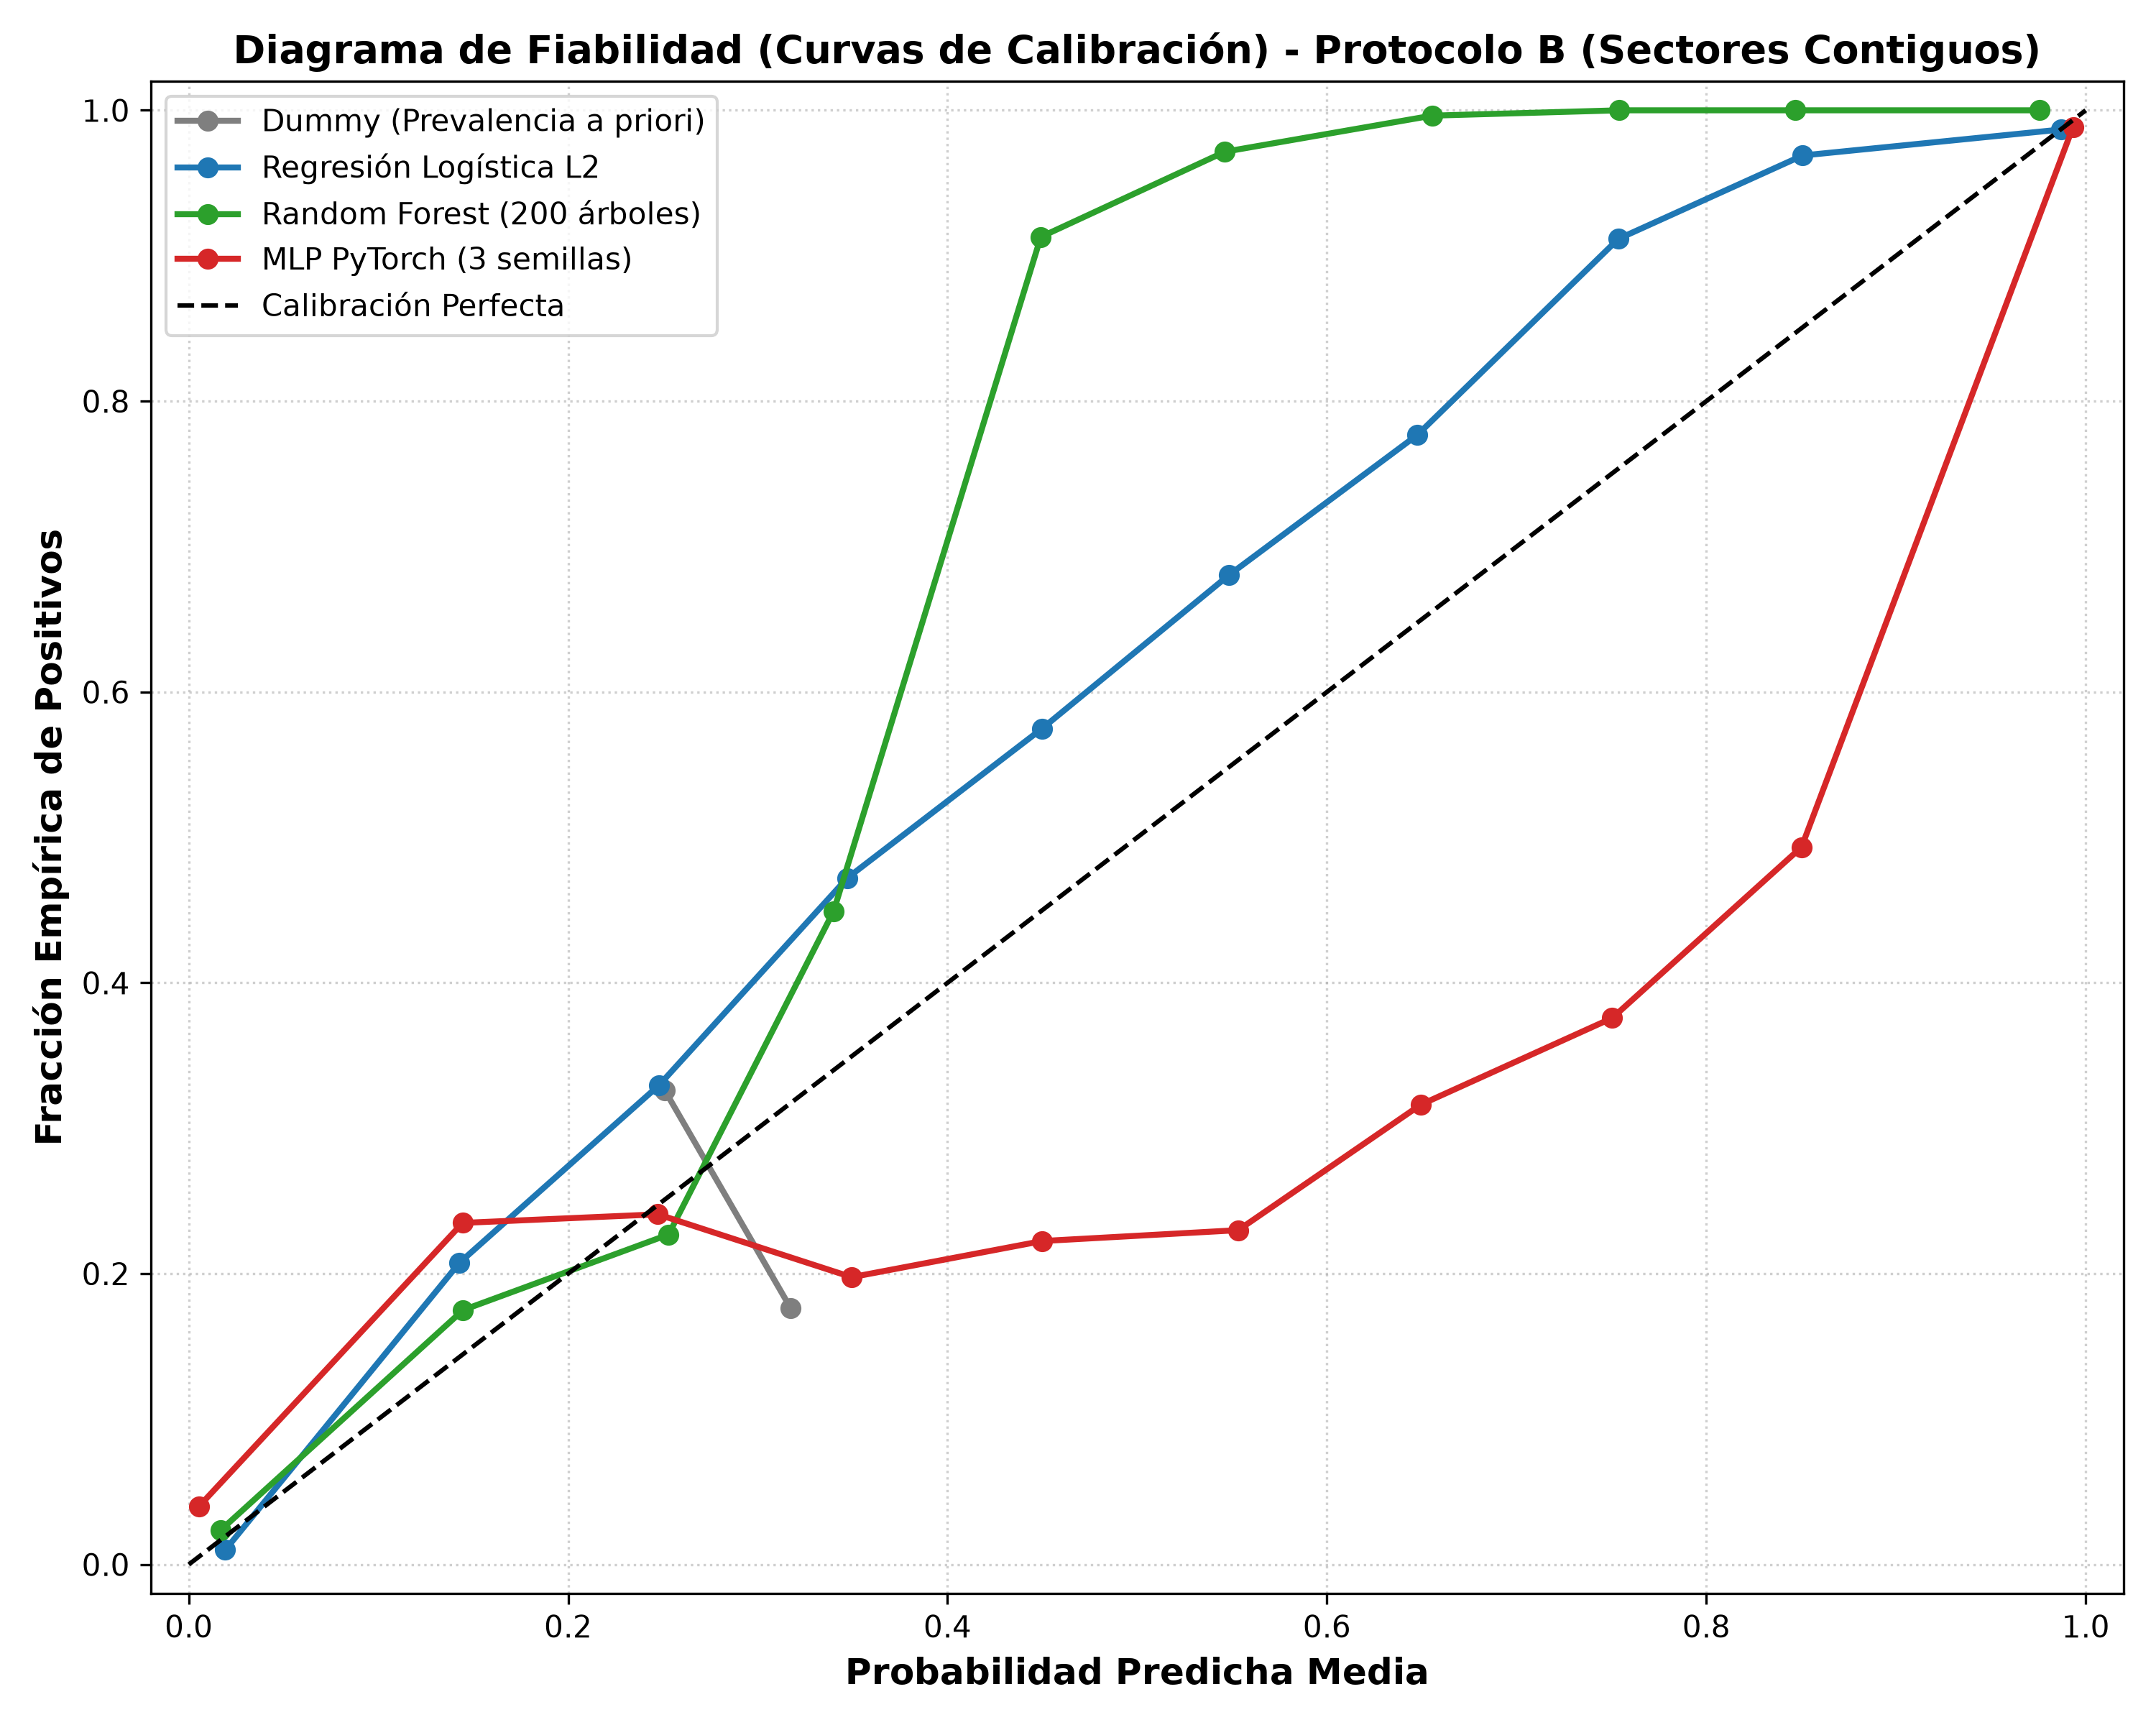 Diagrama de Fiabilidad (Curvas de Calibración) - Protocolo B (Sectores Contiguos)
Dummy (Prevalencia a priori)
Regresión Logística L2
Random Forest (200 árboles)
MLP PyTorch (3 semillas)
Calibración Perfecta
Fracción Empírica de Positivos
1.0
0.8
0.6
0.4
0.2
0.0
0.0 0.2 0.4 0.6 0.8 1.0
Probabilidad Predicha Media